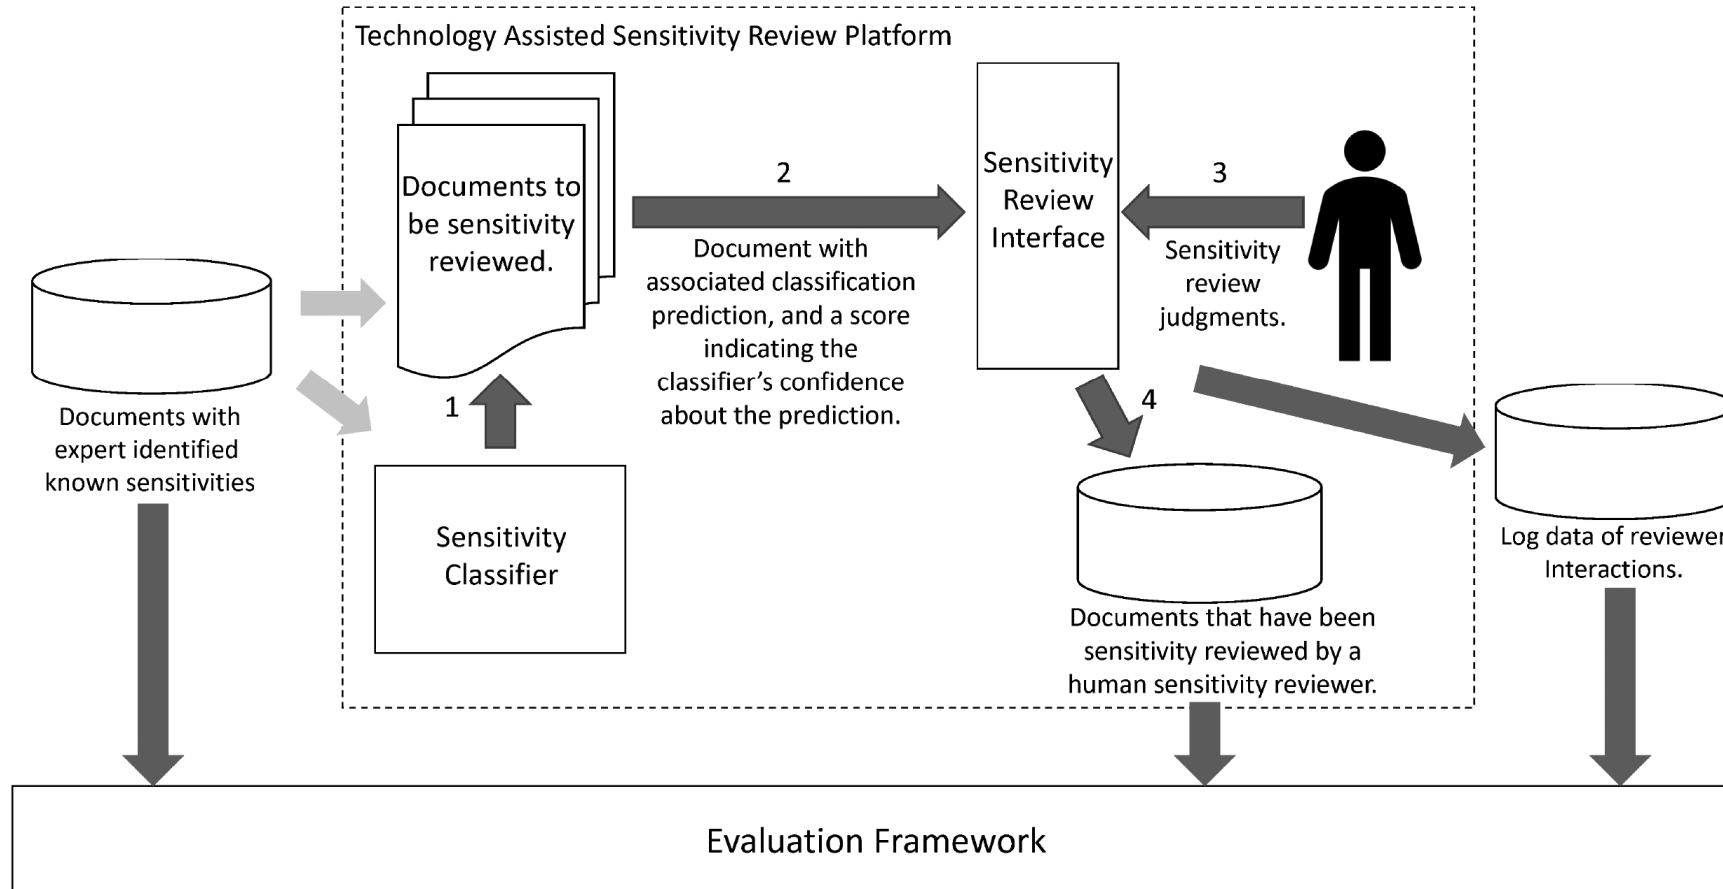 Technology Assisted Sensitivity Review Platform
Documents to
be sensitivity
reviewed.
2
Document with
associated classification
prediction, and a score
indicating the
classifier's confidence
about the prediction.
Sensitivity
Review
Interface
3
Sensitivity
review
judgments.
Documents with
expert identified
known sensitivities
1
Sensitivity
Classifier
4
Documents that have been
sensitivity reviewed by a
human sensitivity reviewer.
Log data of reviewer
Interactions.
Evaluation Framework